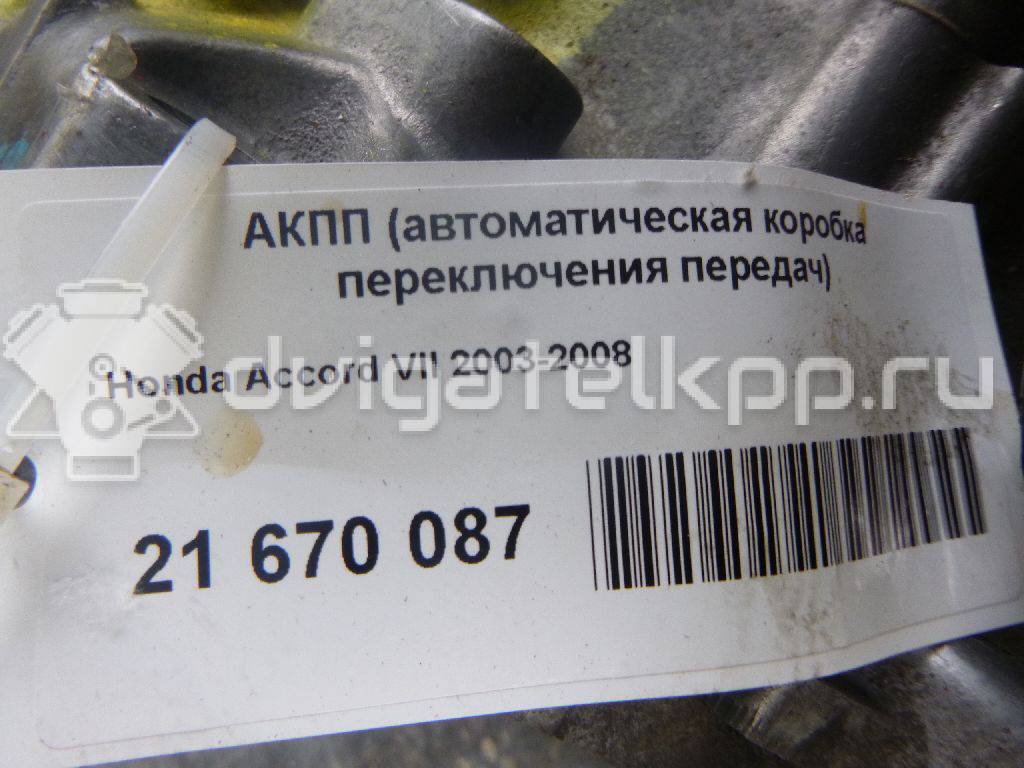 АКПП (автоматическая коробка
переключения передач)
Honda Accord VII 2003-2008
dvigatelkpp.ru
21 670 087